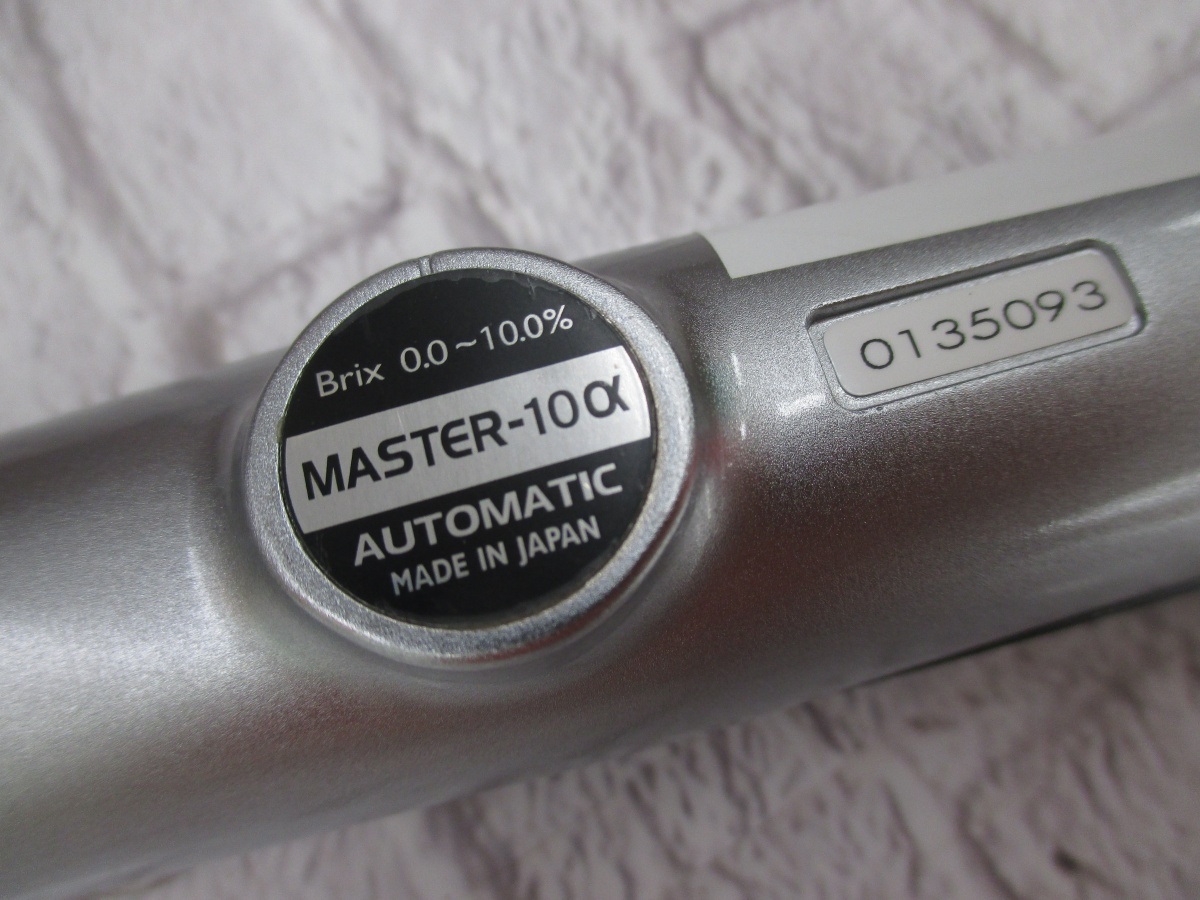 Brix 0.0~10.0%
MASTER-10α
AUTOMATIC
MADE IN JAPAN
0135093